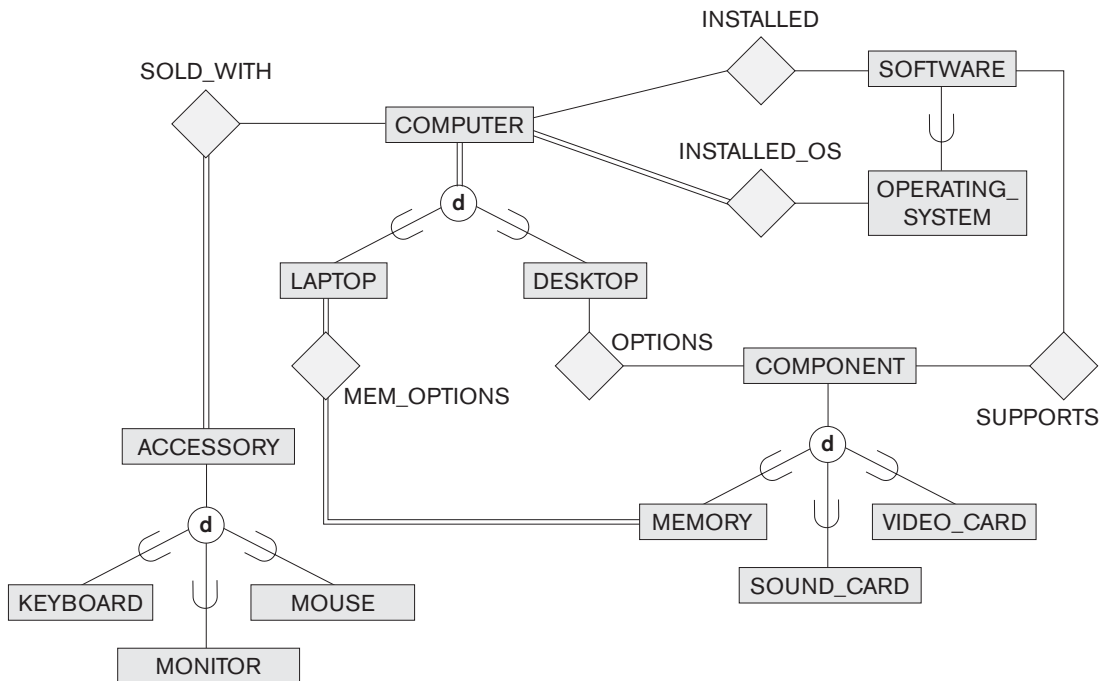 INSTALLED
SOLD_WITH
SOFTWARE
COMPUTER
INSTALLED_OS
OPERATING_
SYSTEM
d
LAPTOP
DESKTOP
OPTIONS
COMPONENT
MEM_OPTIONS
SUPPORTS
ACCESSORY
d
d
MEMORY
VIDEO_CARD
SOUND_CARD
KEYBOARD
MOUSE
MONITOR